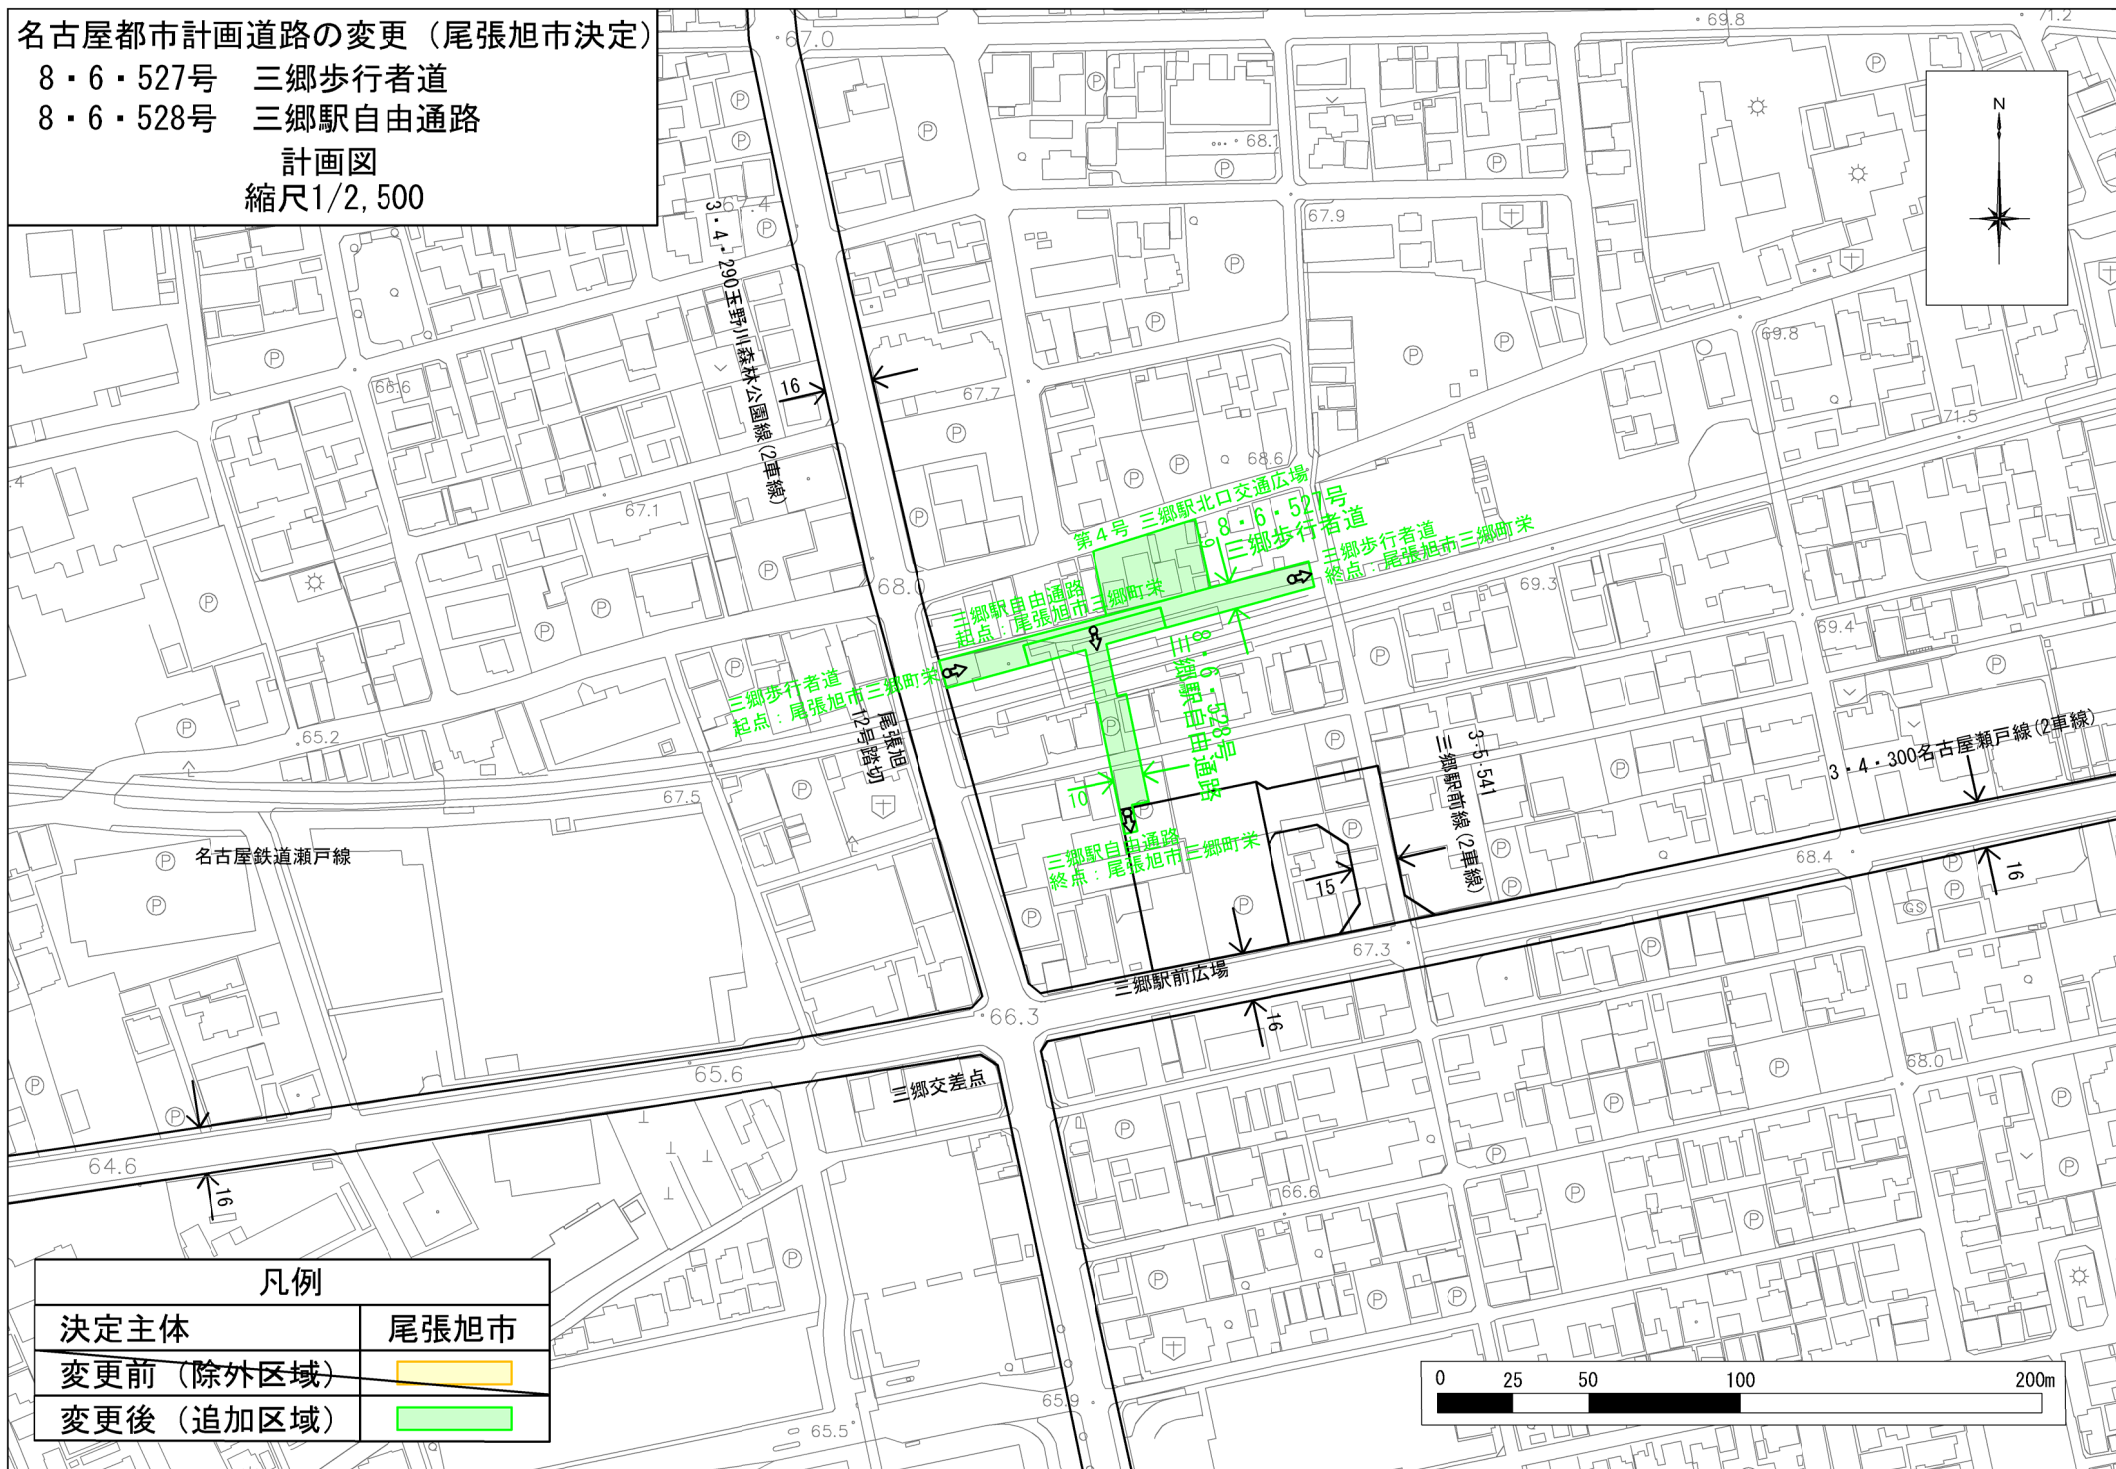 名古屋都市計画道路の変更（尾張旭市決定）
8・6・527号　三郷歩行者道
8・6・528号　三郷駅自由通路
計画図
縮尺1/2,500
N
67.0
69.8
71.2
68.1
67.4
67.9
3・4・290玉野川森林公園線(2車線)
16
65.6
67.7
69.8
71.5
68.6
67.1
第4号 三郷駅北口交通広場
8・6・527号
三郷歩行者道
9
三郷歩行者道
終点：尾張旭市三郷町栄
68.0
三郷駅自由通路
起点：尾張旭市三郷町栄
69.3
69.4
三郷歩行者道
起点：尾張旭市三郷町栄
8・6・528号
三郷駅自由通路
尾張旭
12号踏切
65.2
67.5
10
3・5・541
三郷駅前線(2車線)
3・4・300名古屋瀬戸線(2車線)
三郷駅自由通路
終点：尾張旭市三郷町栄
名古屋鉄道瀬戸線
15
68.4
16
GS
67.3
三郷駅前広場
66.3
16
65.6
三郷交差点
68.0
64.6
16
66.6
65.9
65.5
凡例
決定主体
尾張旭市
変更前（除外区域）
変更後（追加区域）
0 25 50 100 200m